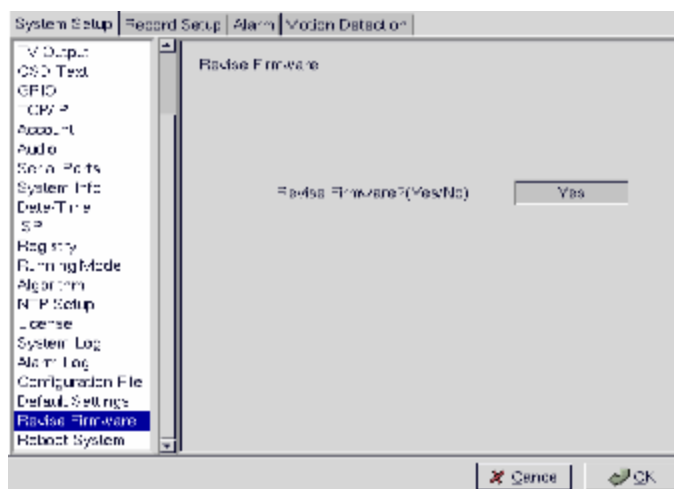 System Setup Record Setup Alarm Motion Detection
TV Output
OSD Text
GPIO
TCP/IP
Account
Audio
Serial Ports
System Info
Date-Time
ISP
Registry
Running Mode
Algorithm
NTP Setup
License
System Log
Alarm Log
Configuration File
Default Settings
Revise Firmware
Reboot System
Revise Firmware
Revise Firmware?(Yes/No) Yes
Cancel OK